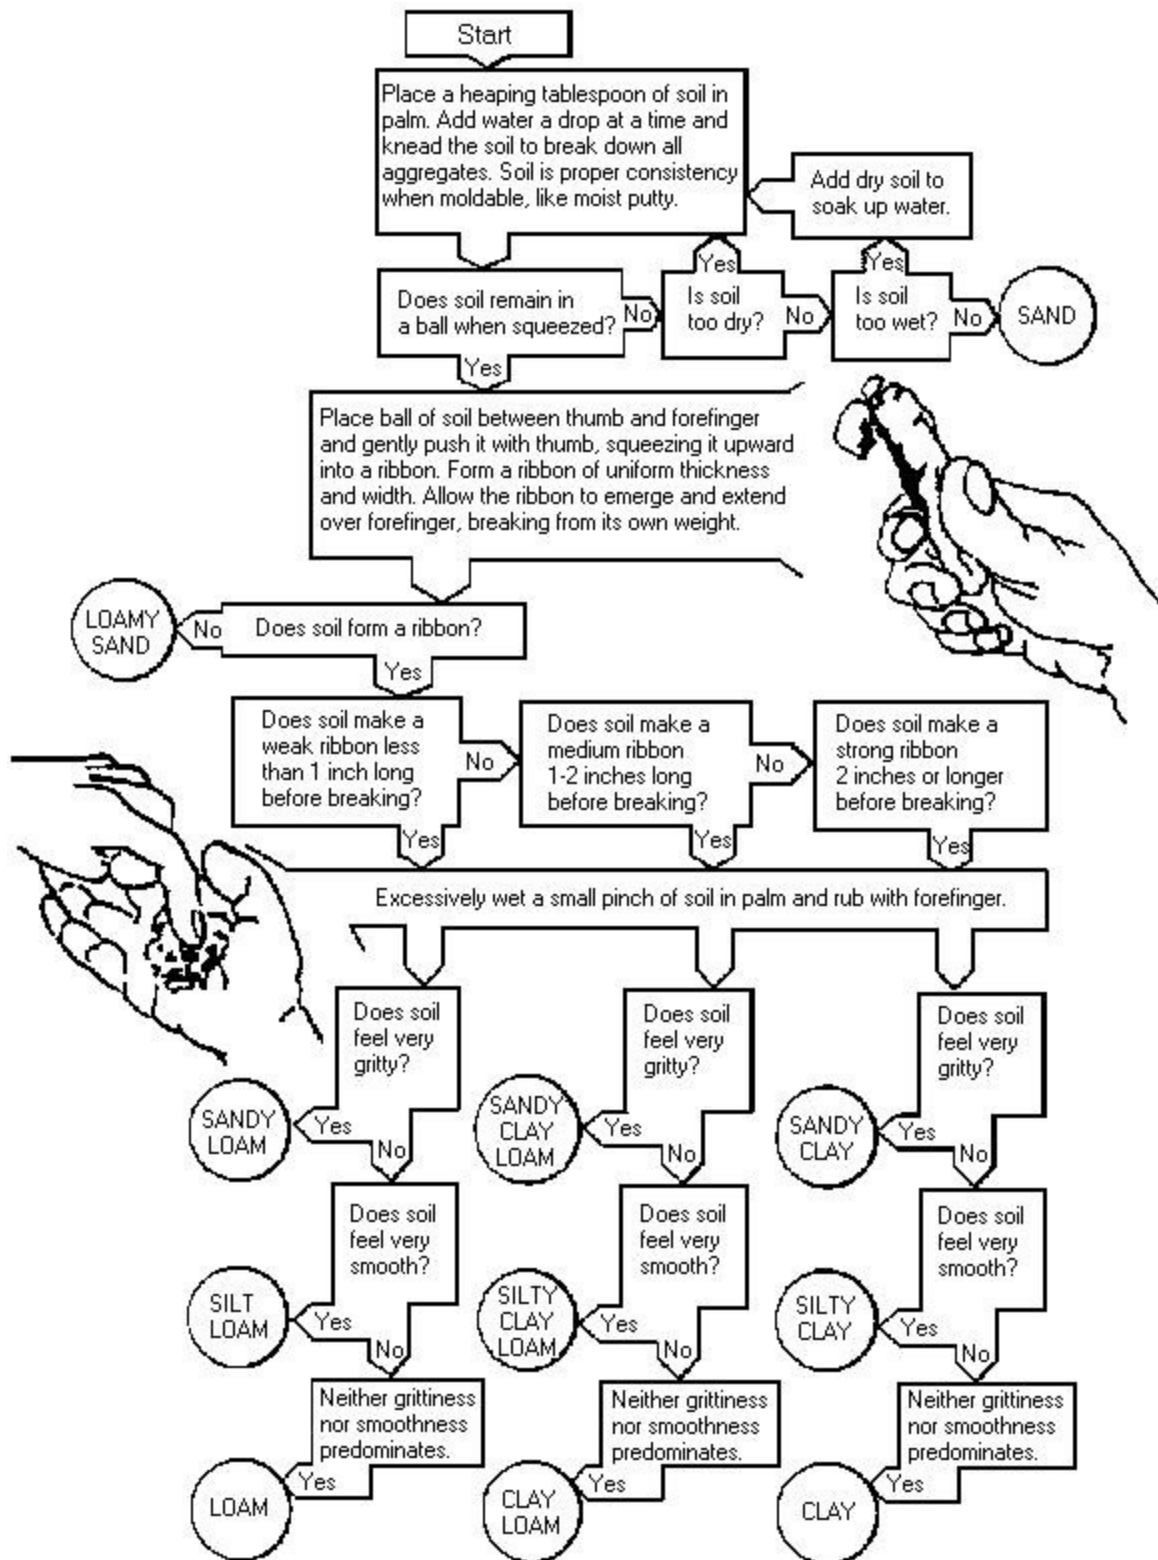 Start
Place a heaping tablespoon of soil in
palm. Add water a drop at a time and
knead the soil to break down all
aggregates. Soil is proper consistency
when moldable, like moist putty.
Add dry soil to
soak up water.
Yes
Yes
Does soil remain in
a ball when squeezed?
No
Is soil
too dry?
No
Is soil
too wet?
No
SAND
Yes
Place ball of soil between thumb and forefinger
and gently push it with thumb, squeezing it upward
into a ribbon. Form a ribbon of uniform thickness
and width. Allow the ribbon to emerge and extend
over forefinger, breaking from its own weight.
LOAMY
SAND
No
Does soil form a ribbon?
Yes
Does soil make a
weak ribbon less
than 1 inch long
before breaking?
No
Does soil make a
medium ribbon
1-2 inches long
before breaking?
No
Does soil make a
strong ribbon
2 inches or longer
before breaking?
Yes
Yes
Yes
Excessively wet a small pinch of soil in palm and rub with forefinger.
Does soil
feel very
gritty?
Does soil
feel very
gritty?
Does soil
feel very
gritty?
SANDY
LOAM
Yes
No
SANDY
CLAY
LOAM
Yes
No
SANDY
CLAY
Yes
No
Does soil
feel very
smooth?
Does soil
feel very
smooth?
Does soil
feel very
smooth?
SILT
LOAM
Yes
No
SILTY
CLAY
LOAM
Yes
No
SILTY
CLAY
Yes
No
Neither grittiness
nor smoothness
predominates.
Neither grittiness
nor smoothness
predominates.
Neither grittiness
nor smoothness
predominates.
LOAM
Yes
CLAY
LOAM
Yes
CLAY
Yes